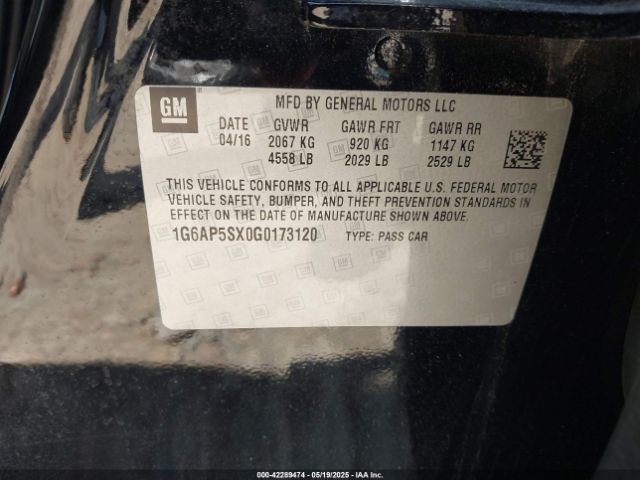 GM
MFD BY GENERAL MOTORS LLC
DATE GVWR GAWR FRT GAWR RR
04/16 2067 KG 920 KG 1147 KG
4558 LB 2029 LB 2529 LB
THIS VEHICLE CONFORMS TO ALL APPLICABLE U.S. FEDERAL MOTOR
VEHICLE SAFETY, BUMPER, AND THEFT PREVENTION STANDARDS IN
EFFECT ON THE DATE OF MANUFACTURE SHOWN ABOVE.
1G6AP5SX0G0173120 TYPE: PASS CAR
000-42289474 - 05/19/2025 - IAAC